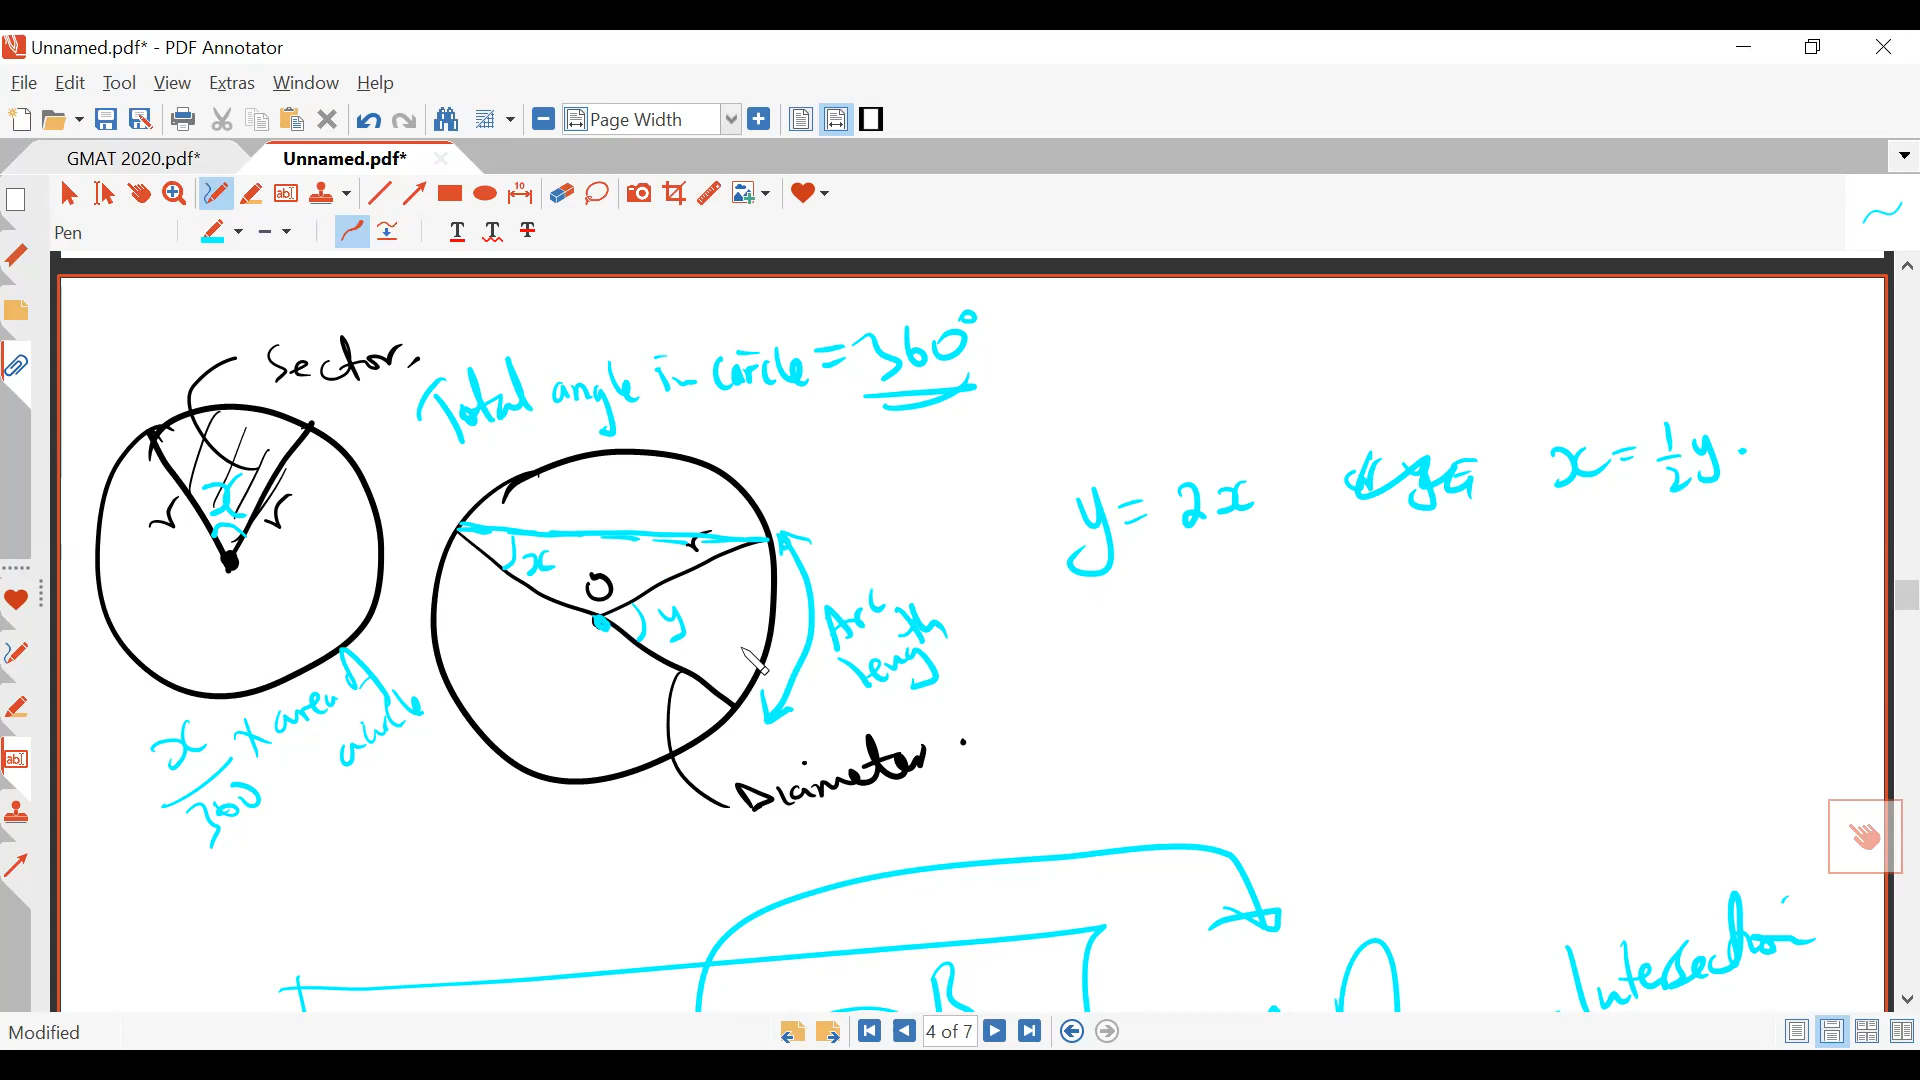 Unnamed.pdf* - PDF Annotator
File Edit Tool View Extras Window Help
Page Width
GMAT 2020.pdf*
Unnamed.pdf*
Pen
Sector.
Total angle in circle = 360°
x
r r
y = 2x
x = 1/2 y.
r
x
O
y
Arc
length
x/360 × area of
circle
Diameter.
B
Intersection
Modified
4 of 7